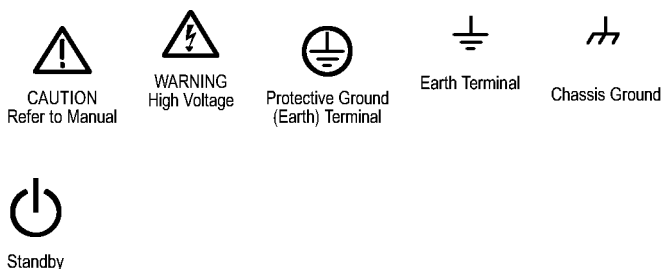 CAUTION
Refer to Manual
WARNING
High Voltage
Protective Ground
(Earth) Terminal
Earth Terminal
Chassis Ground
Standby